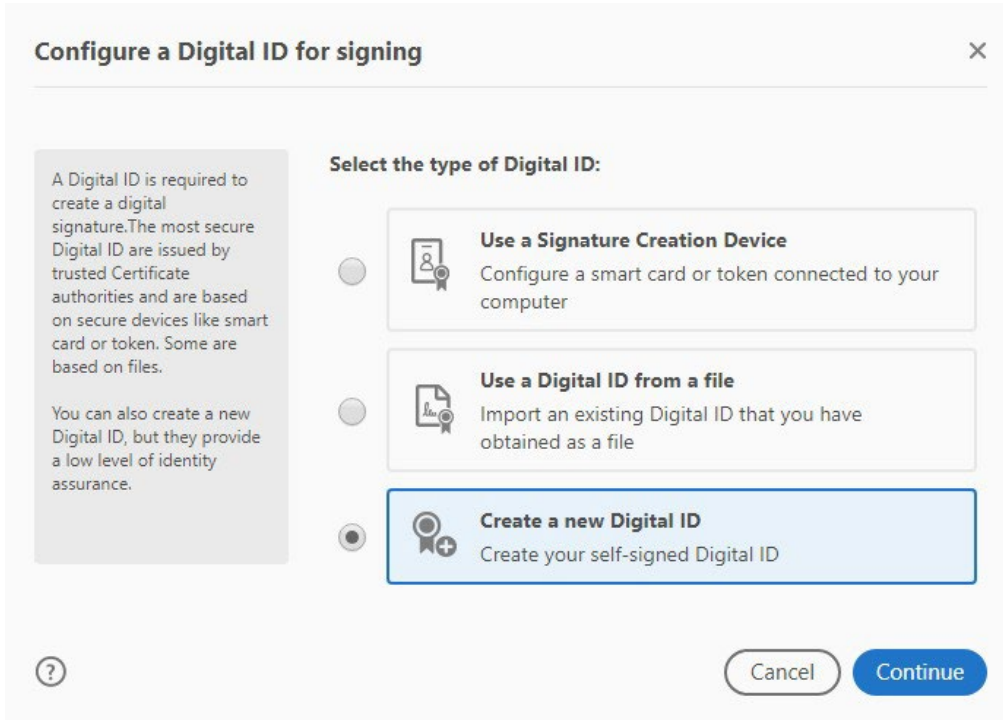 Configure a Digital ID for signing
A Digital ID is required to
create a digital
signature.The most secure
Digital ID are issued by
trusted Certificate
authorities and are based
on secure devices like smart
card or token. Some are
based on files.
You can also create a new
Digital ID, but they provide
a low level of identity
assurance.
Select the type of Digital ID:
Use a Signature Creation Device
Configure a smart card or token connected to your
computer
Use a Digital ID from a file
Import an existing Digital ID that you have
obtained as a file
Create a new Digital ID
Create your self-signed Digital ID
?
Cancel
Continue